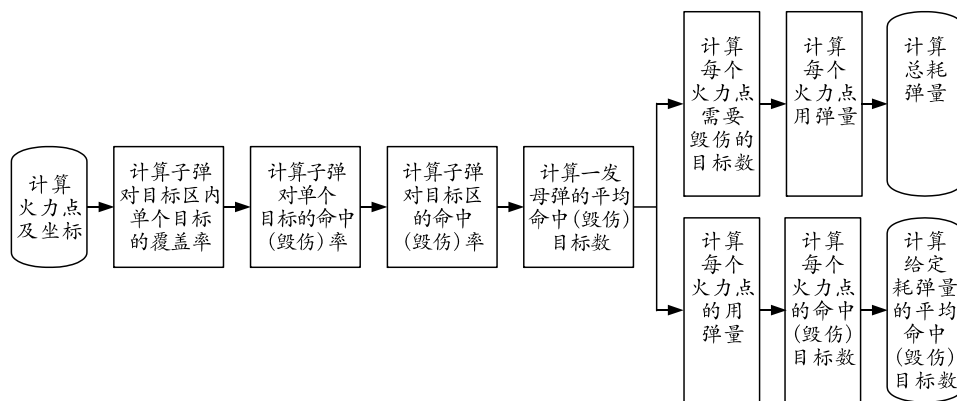 计算
火力点
及坐标
计算子弹
对目标区内
单个目标
的覆盖率
计算子弹
对单个
目标的命中
(毁伤)率
计算子弹
对目标区
的命中
(毁伤)率
计算一发
母弹的平均
命中(毁伤)
目标数
计算
每个
火力点
需要
毁伤的
目标数
计算
每个
火力点
用弹量
计算
总耗
弹量
计算
每个
火力点
的用
弹量
计算
每个
火力点
的命中
(毁伤)
目标数
计算
给定
耗弹量
的平均
命中
(毁伤)
目标数